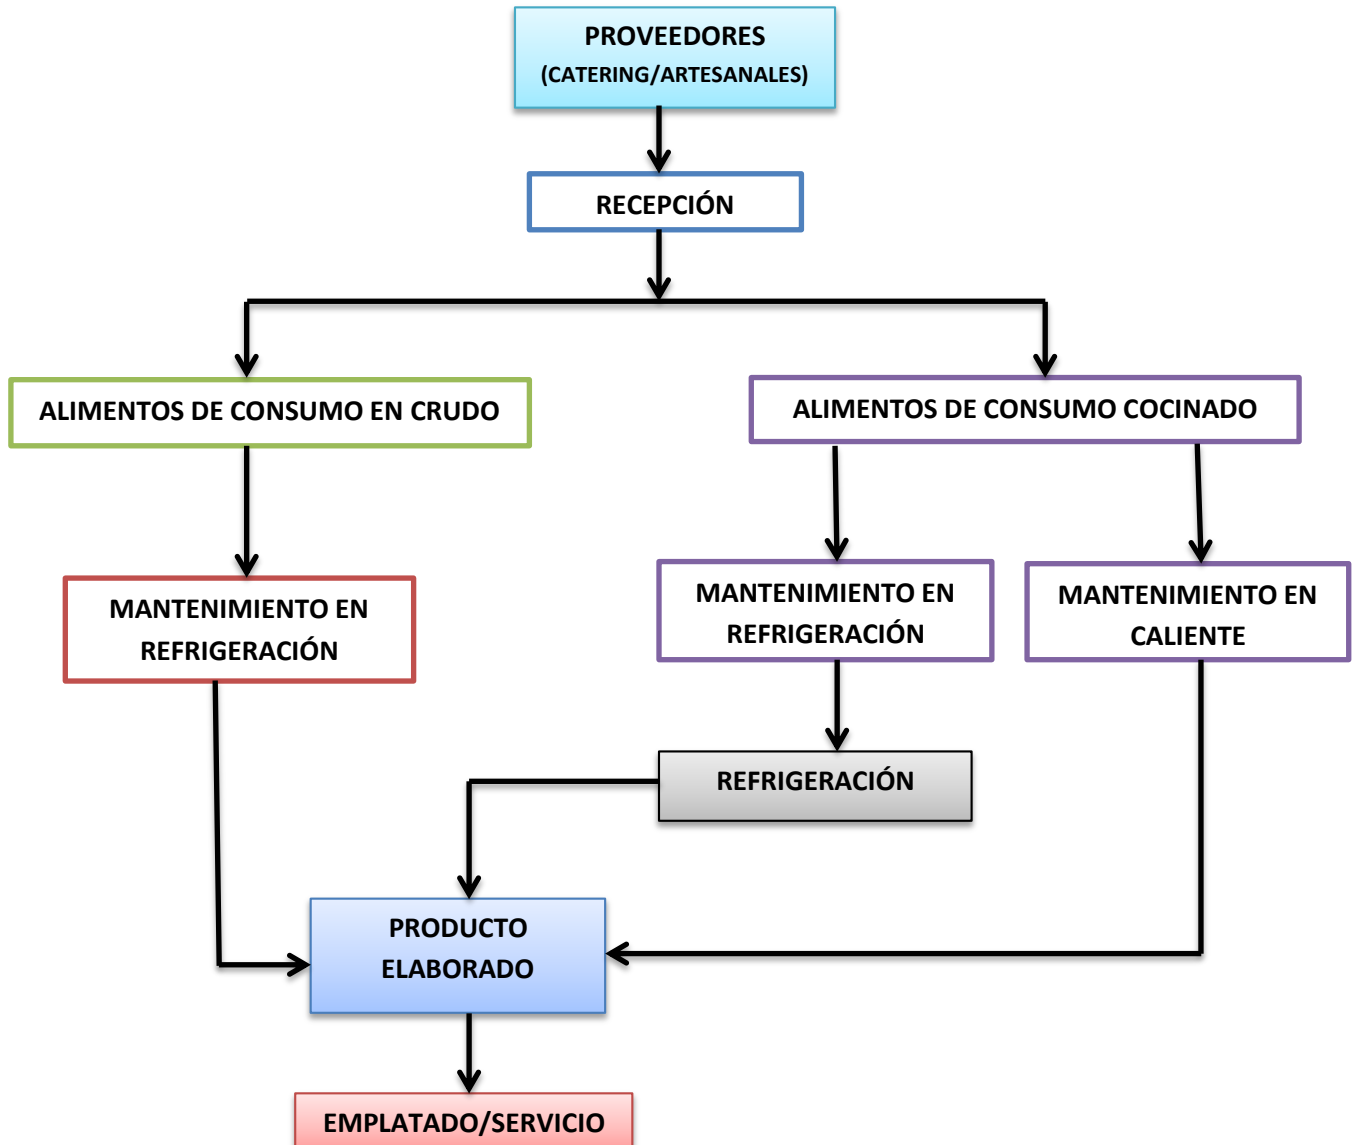 PROVEEDORES
(CATERING/ARTESANALES)
RECEPCIÓN
ALIMENTOS DE CONSUMO EN CRUDO
ALIMENTOS DE CONSUMO COCINADO
MANTENIMIENTO EN
REFRIGERACIÓN
MANTENIMIENTO EN
REFRIGERACIÓN
MANTENIMIENTO EN
CALIENTE
REFRIGERACIÓN
PRODUCTO
ELABORADO
EMPLATADO/SERVICIO